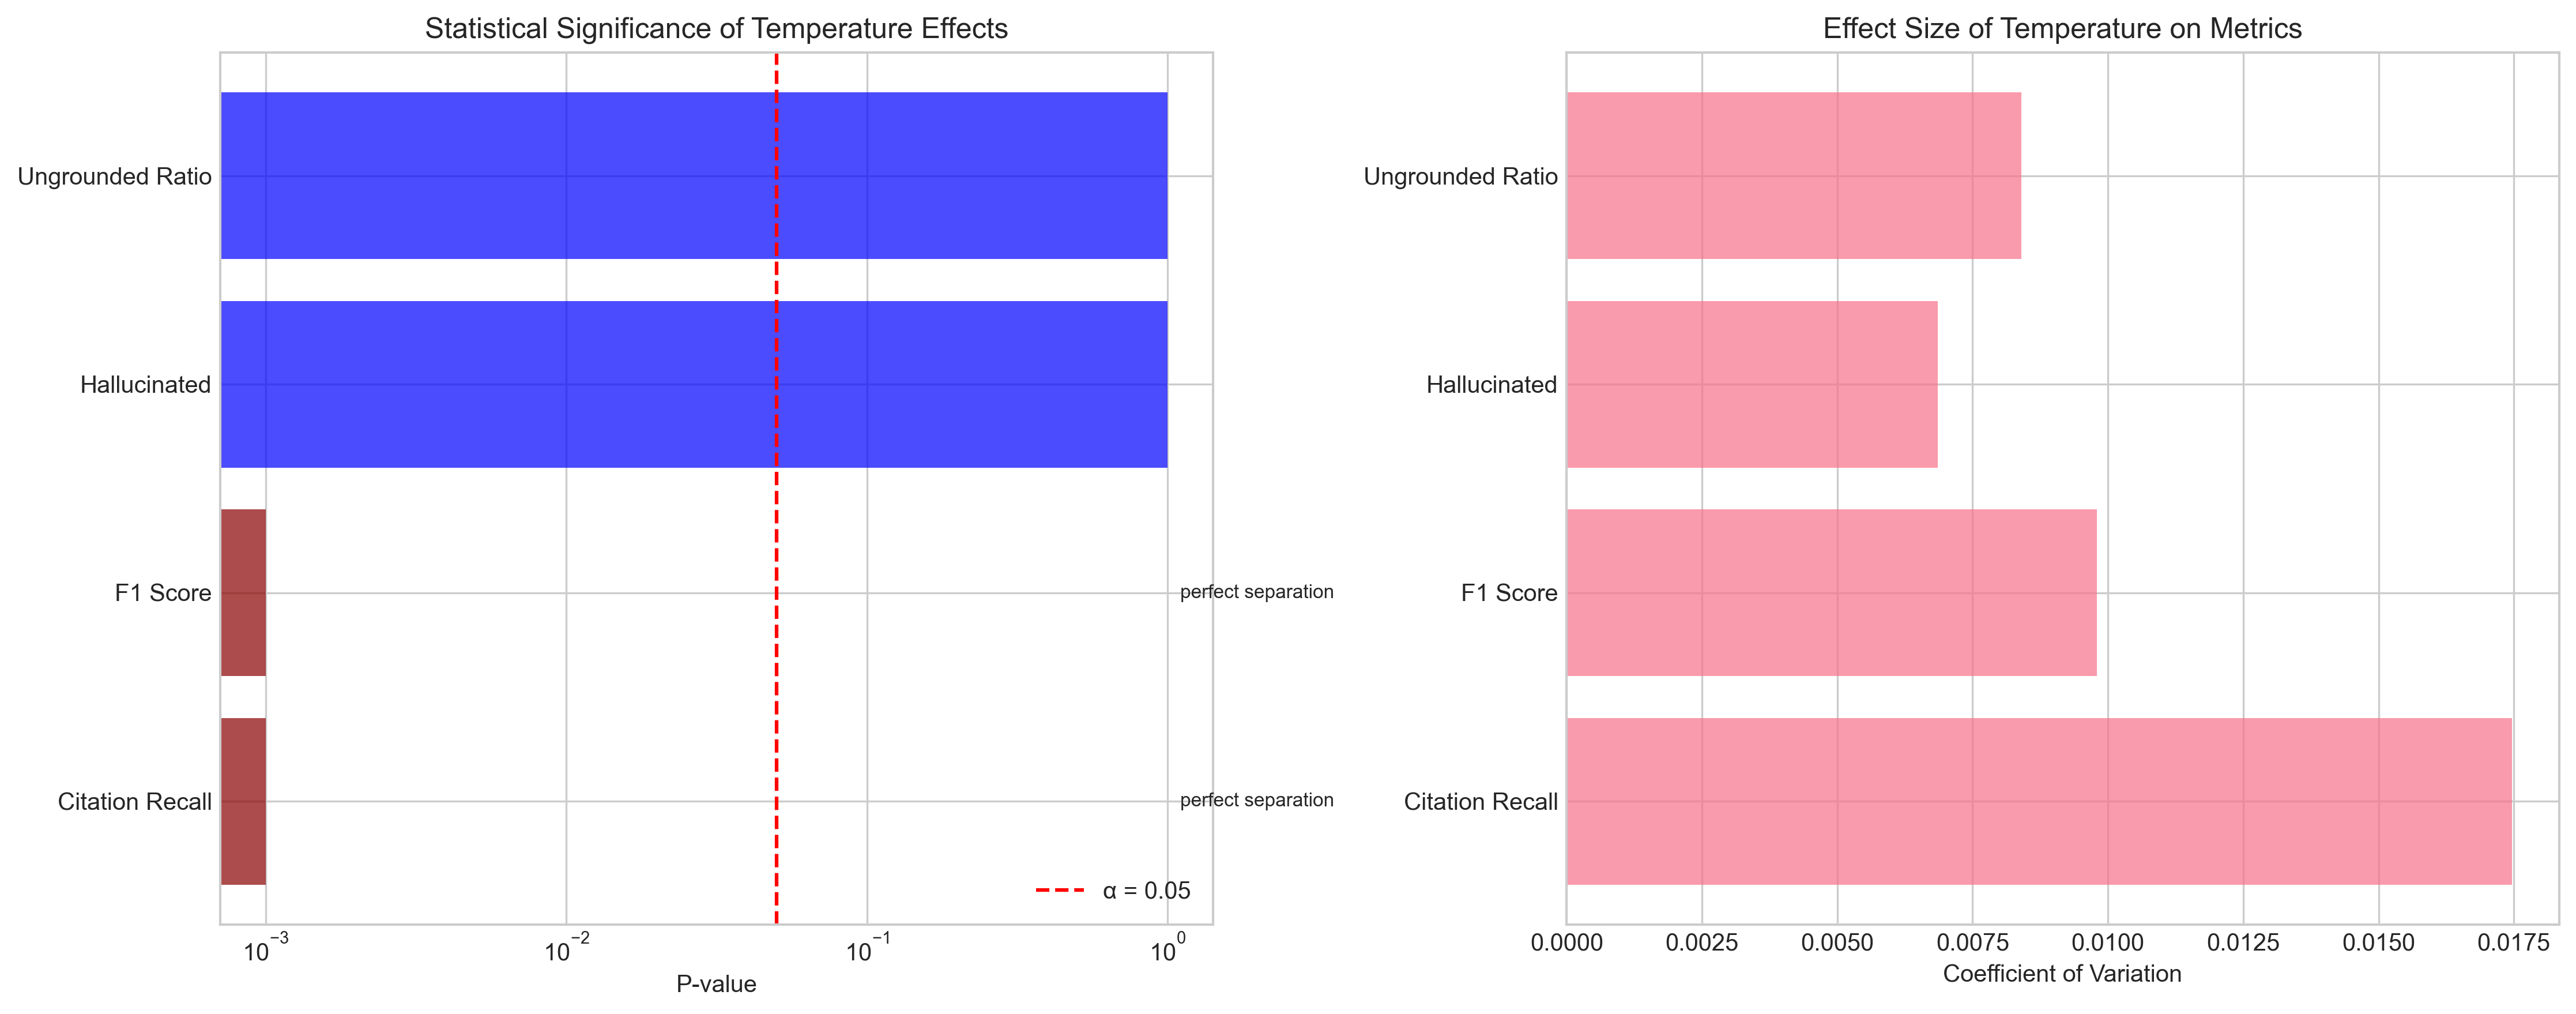 Statistical Significance of Temperature Effects
Ungrounded Ratio
Hallucinated
F1 Score
perfect separation
Citation Recall
perfect separation
α = 0.05
10⁻³ 10⁻² 10⁻¹ 10⁰
P-value
Effect Size of Temperature on Metrics
Ungrounded Ratio
Hallucinated
F1 Score
Citation Recall
0.0000 0.0025 0.0050 0.0075 0.0100 0.0125 0.0150 0.0175
Coefficient of Variation